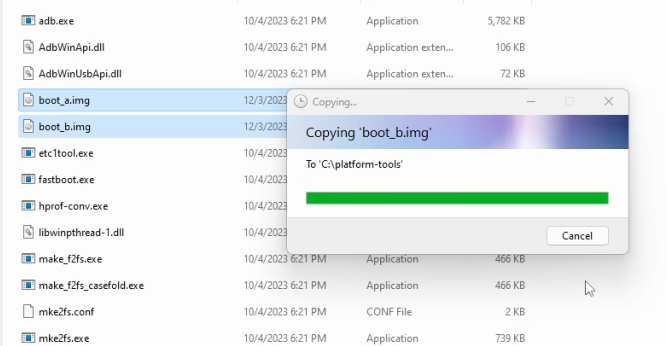 adb.exe 10/4/2023 6:21 PM Application 5,782 KB
AdbWinApi.dll 10/4/2023 6:21 PM Application exten... 106 KB
AdbWinUsbApi.dll 10/4/2023 6:21 PM Application exten... 72 KB
boot_a.img 12/3/2023
boot_b.img 12/3/2023
etc1tool.exe 10/4/2023
fastboot.exe 10/4/2023
hprof-conv.exe 10/4/2023
libwinpthread-1.dll 10/4/2023
make_f2fs.exe 10/4/2023 6:21 PM Application 466 KB
make_f2fs_casefold.exe 10/4/2023 6:21 PM Application 466 KB
mke2fs.conf 10/4/2023 6:21 PM CONF File 2 KB
mke2fs.exe 10/4/2023 6:21 PM Application 739 KB
Copying...
Copying 'boot_b.img'
To 'C:\platform-tools'
Cancel